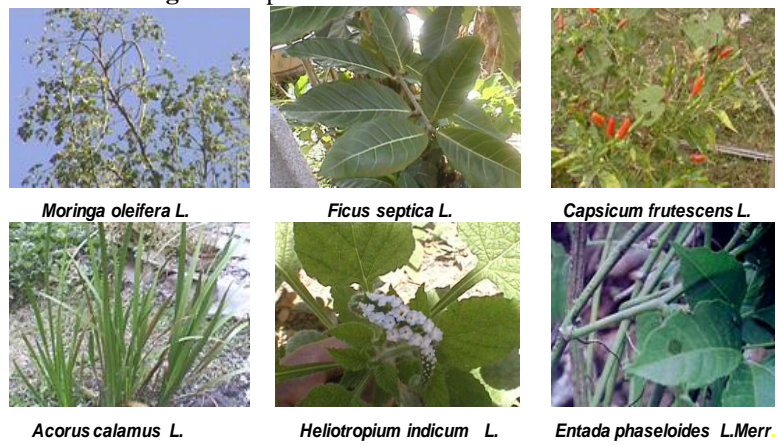 Moringa oleifera L.
Ficus septica L.
Capsicum frutescens L.
Acorus calamus L.
Heliotropium indicum L.
Entada phaseloides L.Merr.